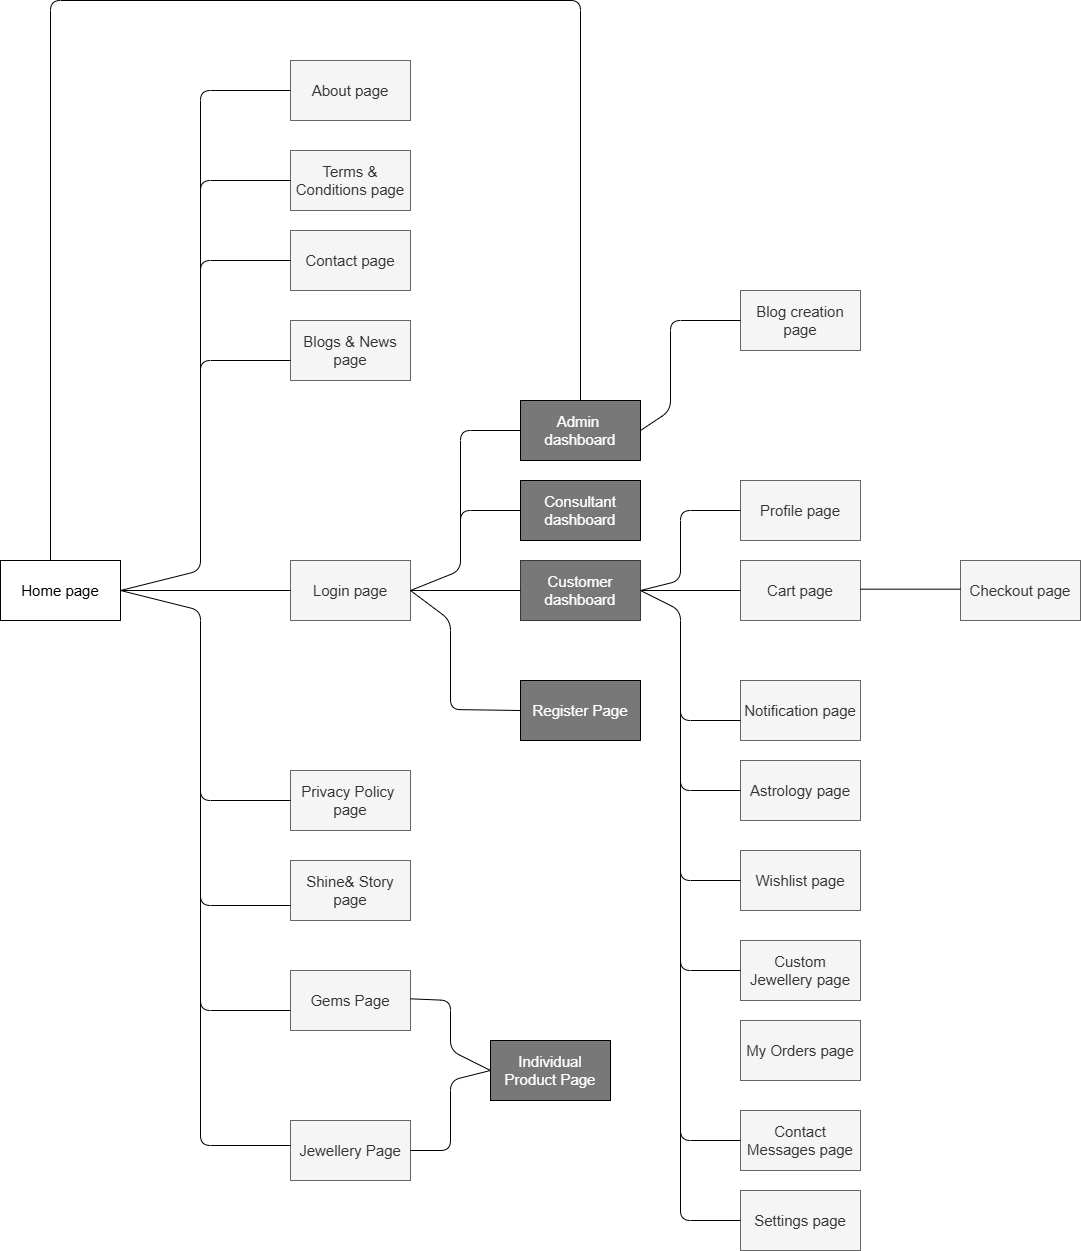 About page
Terms &
Conditions page
Contact page
Blogs & News
page
Blog creation
page
Admin
dashboard
Consultant
dashboard
Profile page
Home page
Login page
Customer
dashboard
Cart page
Checkout page
Register Page
Notification page
Privacy Policy
page
Astrology page
Shine& Story
page
Wishlist page
Custom
Jewellery page
Gems Page
My Orders page
Individual
Product Page
Jewellery Page
Contact
Messages page
Settings page